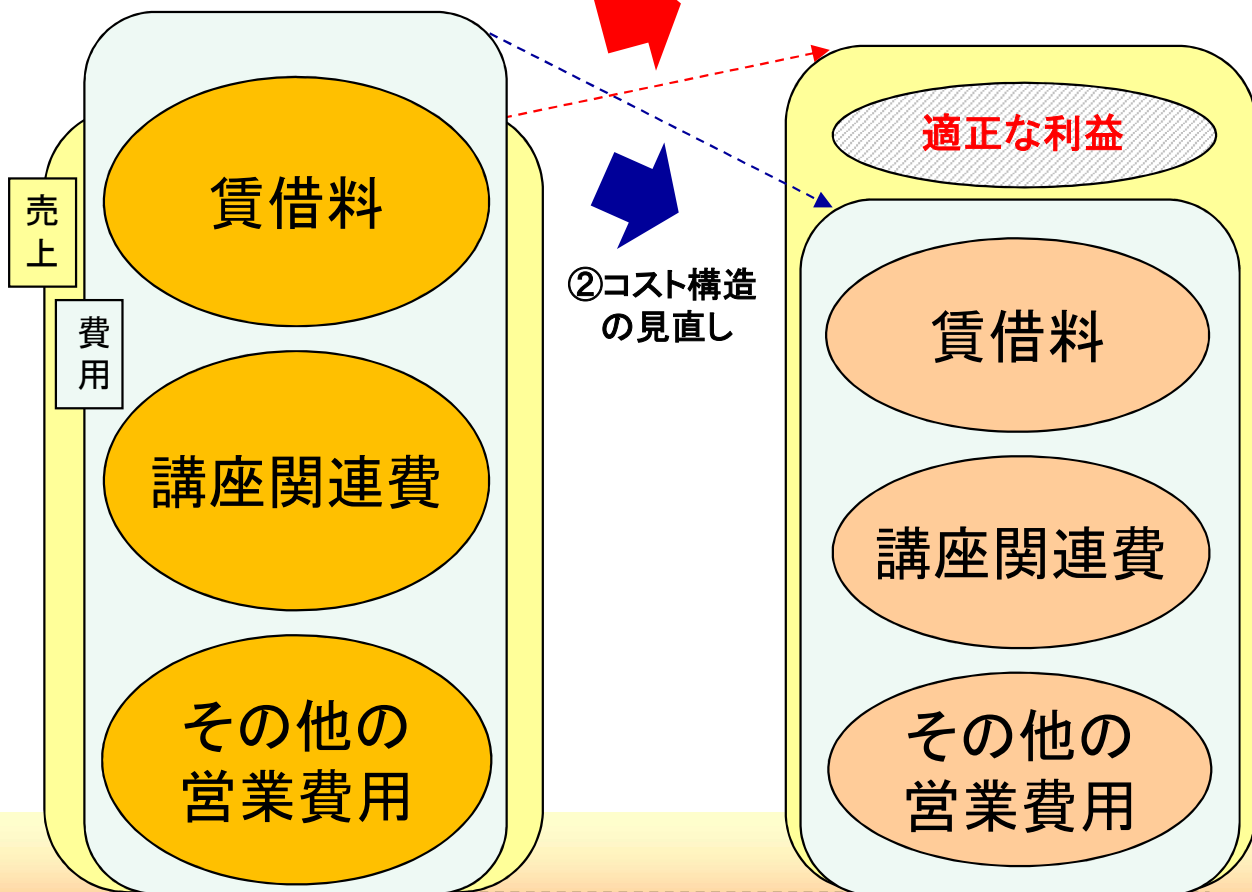 売
上
費
用
賃借料
講座関連費
その他の
営業費用
②コスト構造
の見直し
適正な利益
賃借料
講座関連費
その他の
営業費用